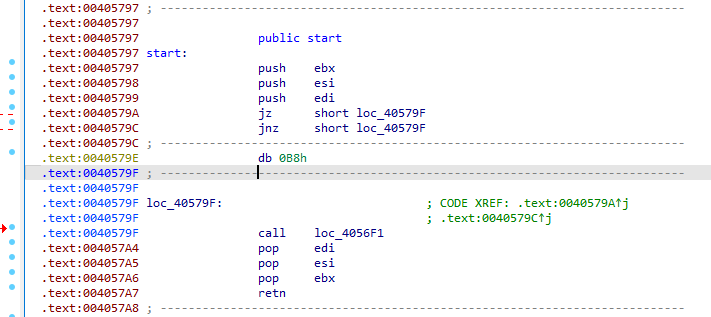 .text:00405797 ; ---------------------------------------------------------------------------
.text:00405797
.text:00405797                 public start
.text:00405797 start:
.text:00405797                 push    ebx
.text:00405798                 push    esi
.text:00405799                 push    edi
.text:0040579A                 jz      short loc_40579F
.text:0040579C                 jnz     short loc_40579F
.text:0040579C ; ---------------------------------------------------------------------------
.text:0040579E                 db 0B8h
.text:0040579F ; ---------------------------------------------------------------------------
.text:0040579F
.text:0040579F loc_40579F:                             ; CODE XREF: .text:0040579A↑j
.text:0040579F                                         ; .text:0040579C↑j
.text:0040579F                 call    loc_4056F1
.text:004057A4                 pop     edi
.text:004057A5                 pop     esi
.text:004057A6                 pop     ebx
.text:004057A7                 retn
.text:004057A8 ; ---------------------------------------------------------------------------